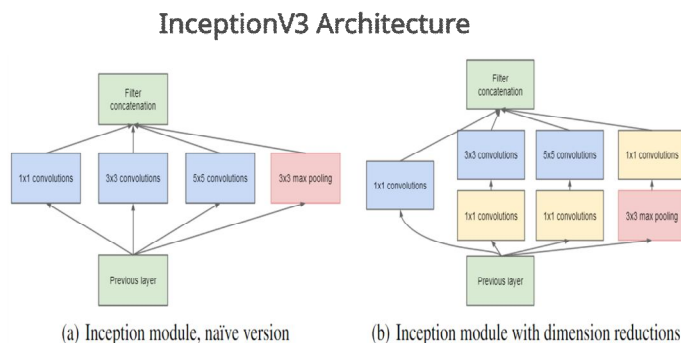 InceptionV3 Architecture
Filter
concatenation
1x1 convolutions
3x3 convolutions
5x5 convolutions
3x3 max pooling
Previous layer
(a) Inception module, naïve version
Filter
concatenation
3x3 convolutions
5x5 convolutions
1x1 convolutions
1x1 convolutions
1x1 convolutions
1x1 convolutions
3x3 max pooling
Previous layer
(b) Inception module with dimension reductions